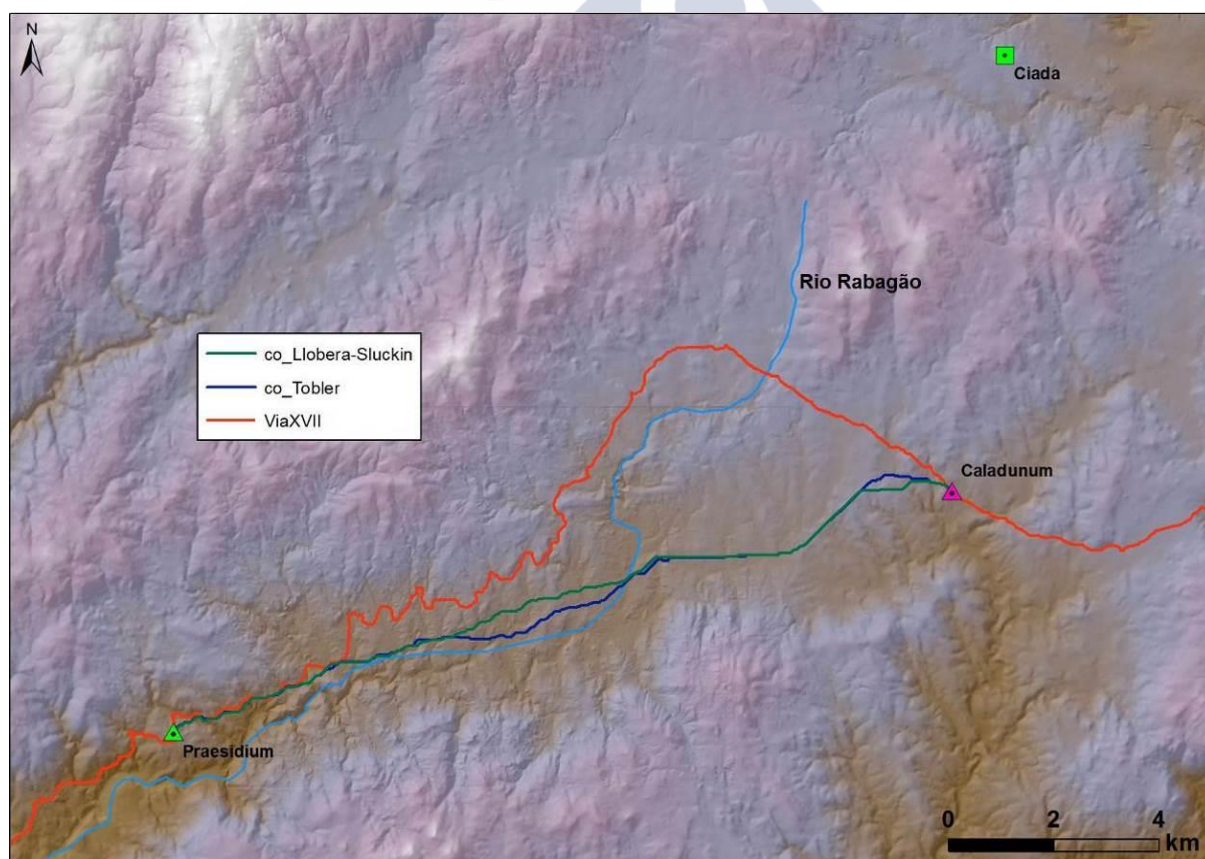 N
Ciada
Rio Rabagão
co_Llobera-Sluckin
co_Tobler
ViaXVII
Caladunum
Praesidium
0 2 4
km